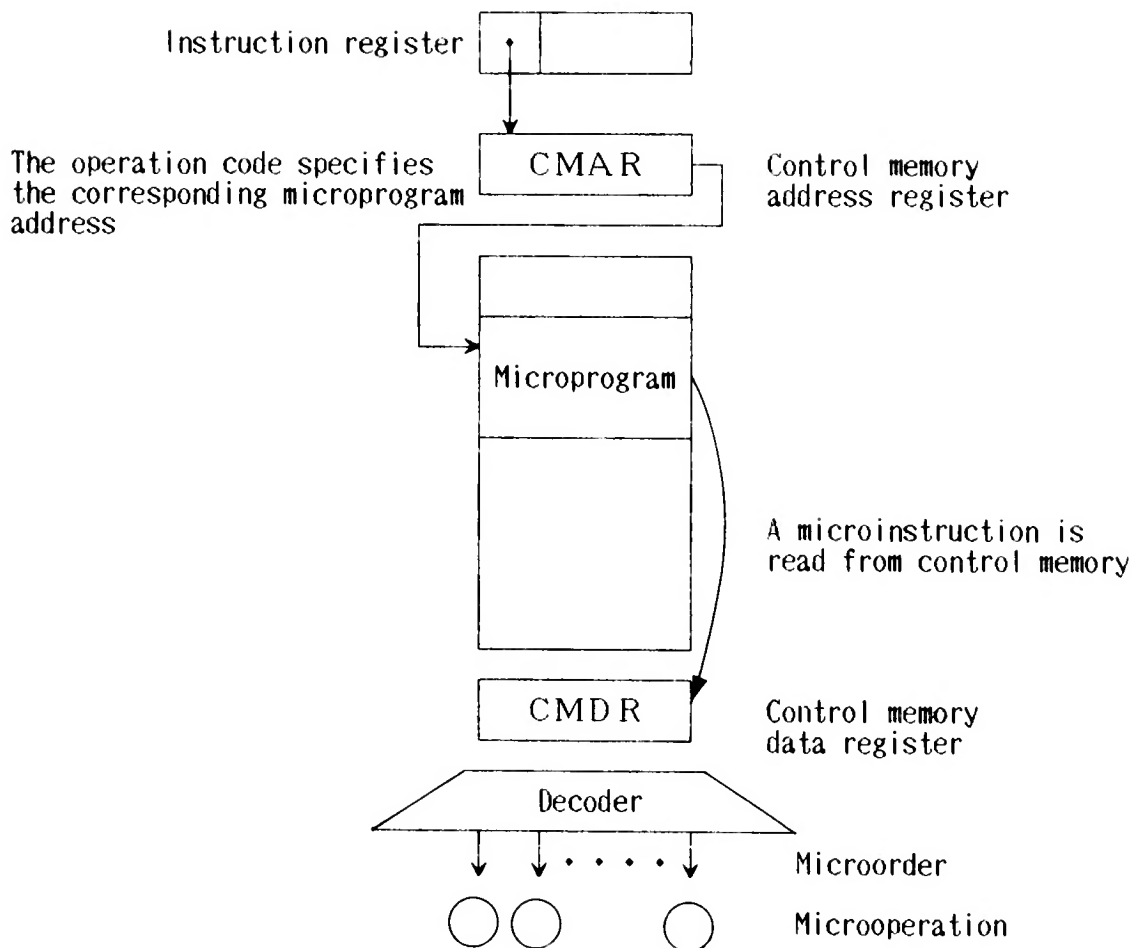 Instruction register
The operation code specifies
the corresponding microprogram
address
CMAR
Control memory
address register
Microprogram
A microinstruction is
read from control memory
CMDR
Control memory
data register
Decoder
Microorder
Microoperation